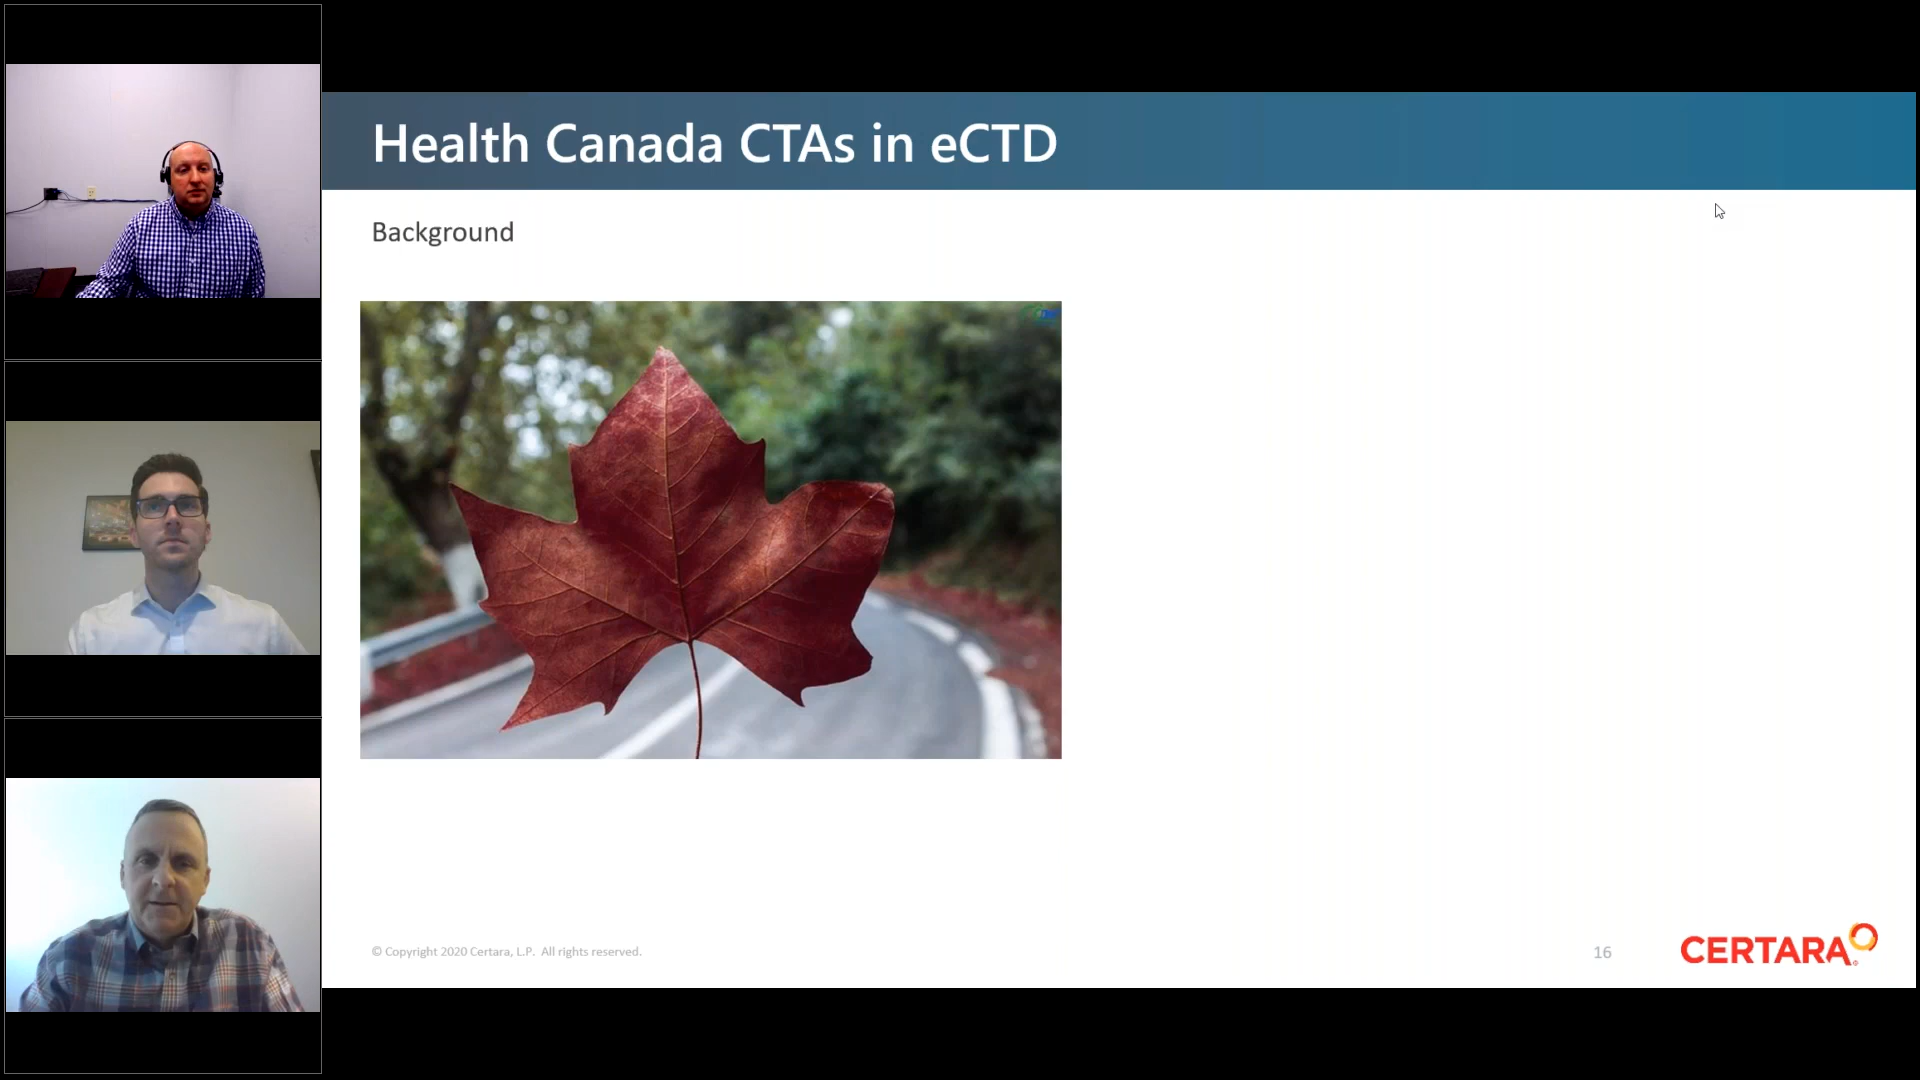 Health Canada CTAs in eCTD
Background
© Copyright 2020 Certara, L.P. All rights reserved.
16
CERTARA